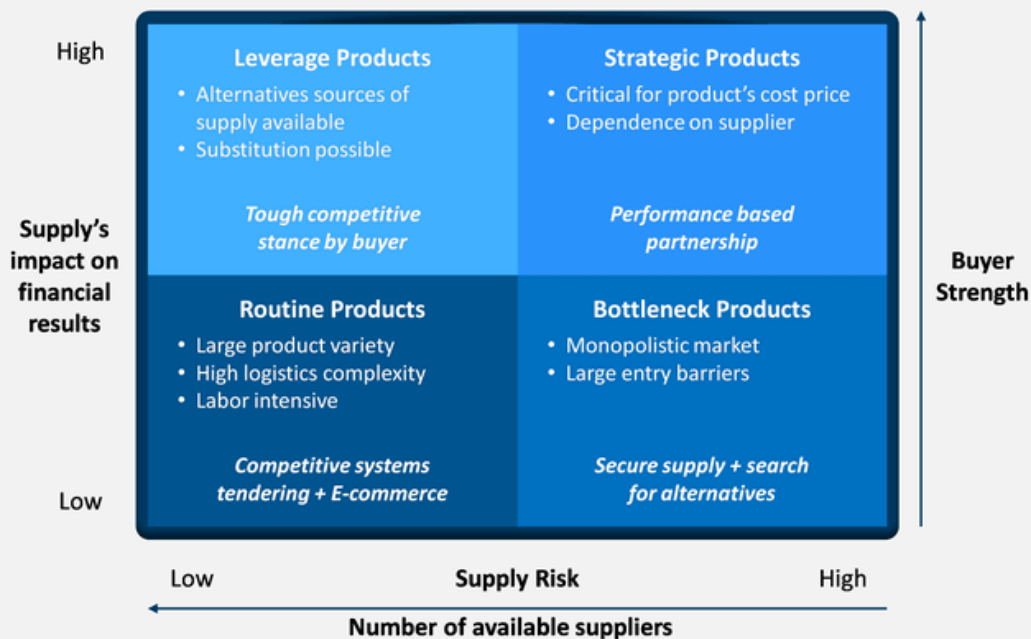 High
Leverage Products
• Alternatives sources of
supply available
• Substitution possible
Tough competitive
stance by buyer
Strategic Products
• Critical for product's cost price
• Dependence on supplier
Performance based
partnership
Supply's
impact on
financial
results
Buyer
Strength
Routine Products
• Large product variety
• High logistics complexity
• Labor intensive
Competitive systems
tendering + E-commerce
Bottleneck Products
• Monopolistic market
• Large entry barriers
Secure supply + search
for alternatives
Low
Low
Supply Risk
High
Number of available suppliers